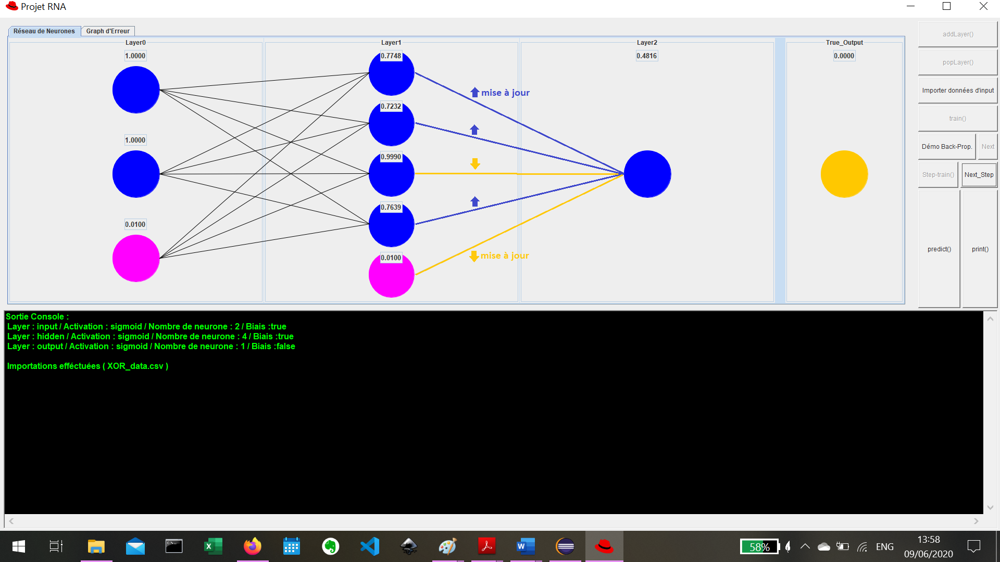 Projet RNA
Réseau de Neurones
Graph d'Erreur
Layer0
Layer1
Layer2
True_Output
1.0000
1.0000
0.0100
0.7748
0.7232
0.9990
0.7639
0.0100
mise à jour
mise à jour
0.4816
0.0000
addLayer()
popLayer()
Importer données d'input
train()
Démo Back-Prop.
Next
Step-train()
Next_Step
predict()
print()
Sortie Console :
Layer : input / Activation : sigmoid / Nombre de neurone : 2 / Biais :true
Layer : hidden / Activation : sigmoid / Nombre de neurone : 4 / Biais :true
Layer : output / Activation : sigmoid / Nombre de neurone : 1 / Biais :false
Importations efféctuées ( XOR_data.csv )
58%
ENG
13:58
09/06/2020